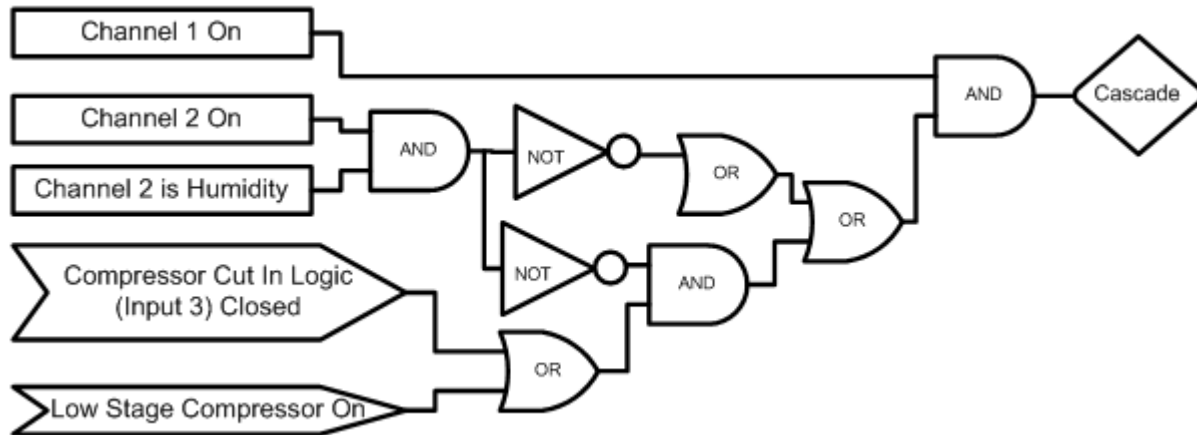 Channel 1 On
AND
Cascade
Channel 2 On
AND
NOT
OR
Channel 2 is Humidity
OR
Compressor Cut In Logic
(Input 3) Closed
NOT
AND
OR
Low Stage Compressor On